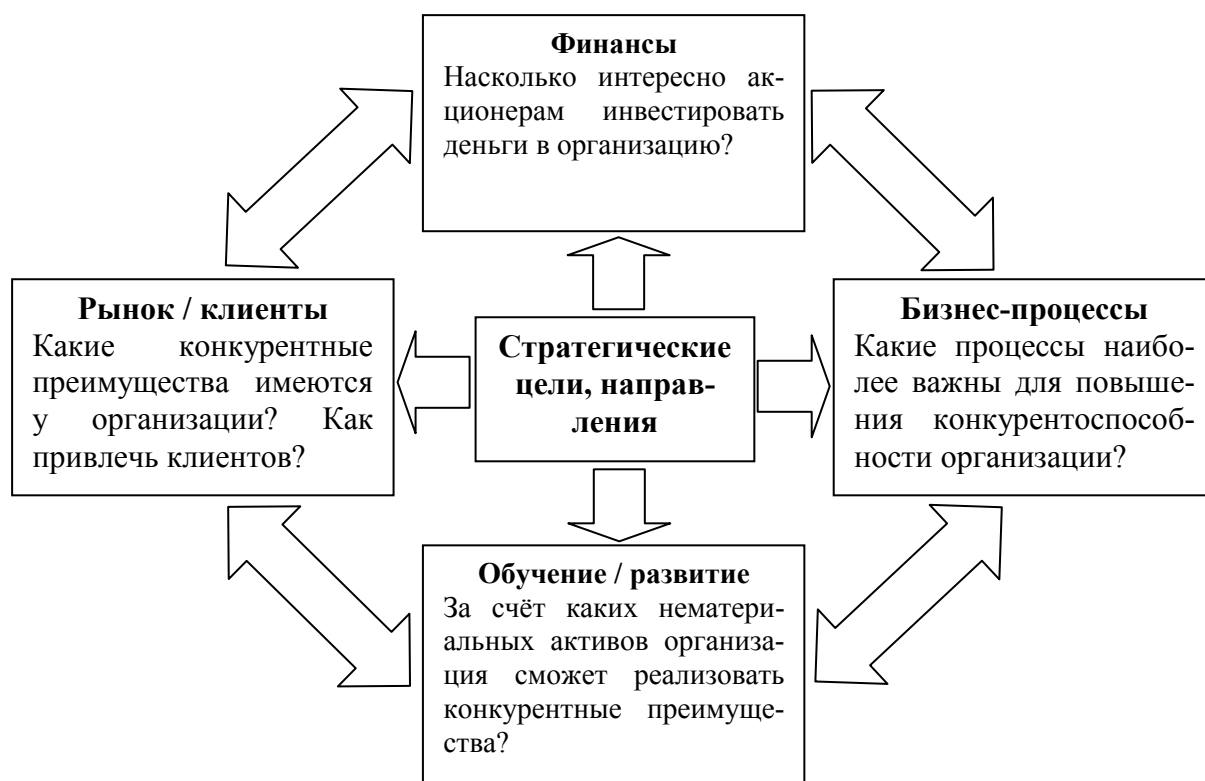 Финансы
Насколько интересно ак-
ционерам инвестировать
деньги в организацию?
Рынок / клиенты
Какие конкурентные
преимущества имеются
у организации? Как
привлечь клиентов?
Стратегические
цели, направ-
ления
Бизнес-процессы
Какие процессы наибо-
лее важны для повыше-
ния конкурентоспособ-
ности организации?
Обучение / развитие
За счёт каких нематери-
альных активов организа-
ция сможет реализовать
конкурентные преимуще-
ства?